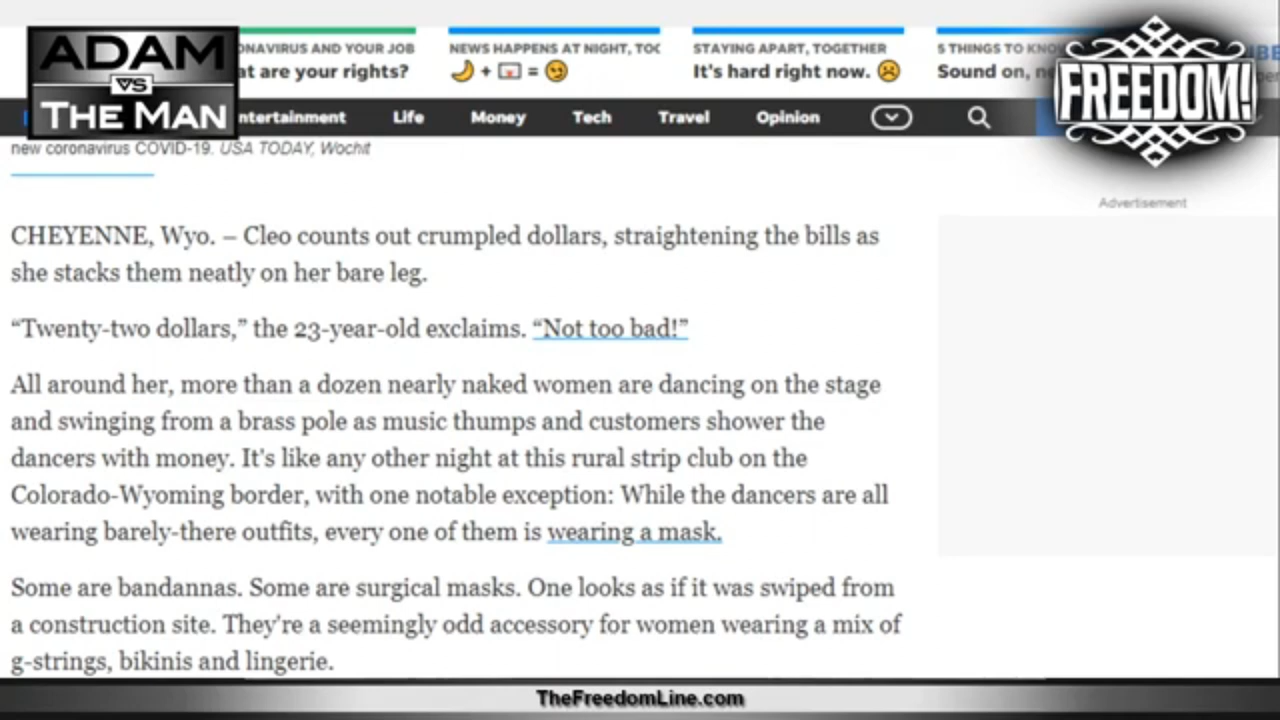 ADAM
VS
THE MAN
ONAVIRUS AND YOUR JOB
at are your rights?
NEWS HAPPENS AT NIGHT, TOO
+ =
STAYING APART, TOGETHER
It's hard right now.
5 THINGS TO KNOW
Sound on,
FREEDOM!
ntertainment
Life
Money
Tech
Travel
Opinion
new coronavirus COVID-19. USA TODAY, Wochit
Advertisement
CHEYENNE, Wyo. – Cleo counts out crumpled dollars, straightening the bills as
she stacks them neatly on her bare leg.
“Twenty-two dollars,” the 23-year-old exclaims. “Not too bad!”
All around her, more than a dozen nearly naked women are dancing on the stage
and swinging from a brass pole as music thumps and customers shower the
dancers with money. It's like any other night at this rural strip club on the
Colorado-Wyoming border, with one notable exception: While the dancers are all
wearing barely-there outfits, every one of them is wearing a mask.
Some are bandannas. Some are surgical masks. One looks as if it was swiped from
a construction site. They're a seemingly odd accessory for women wearing a mix of
g-strings, bikinis and lingerie.
TheFreedomLine.com